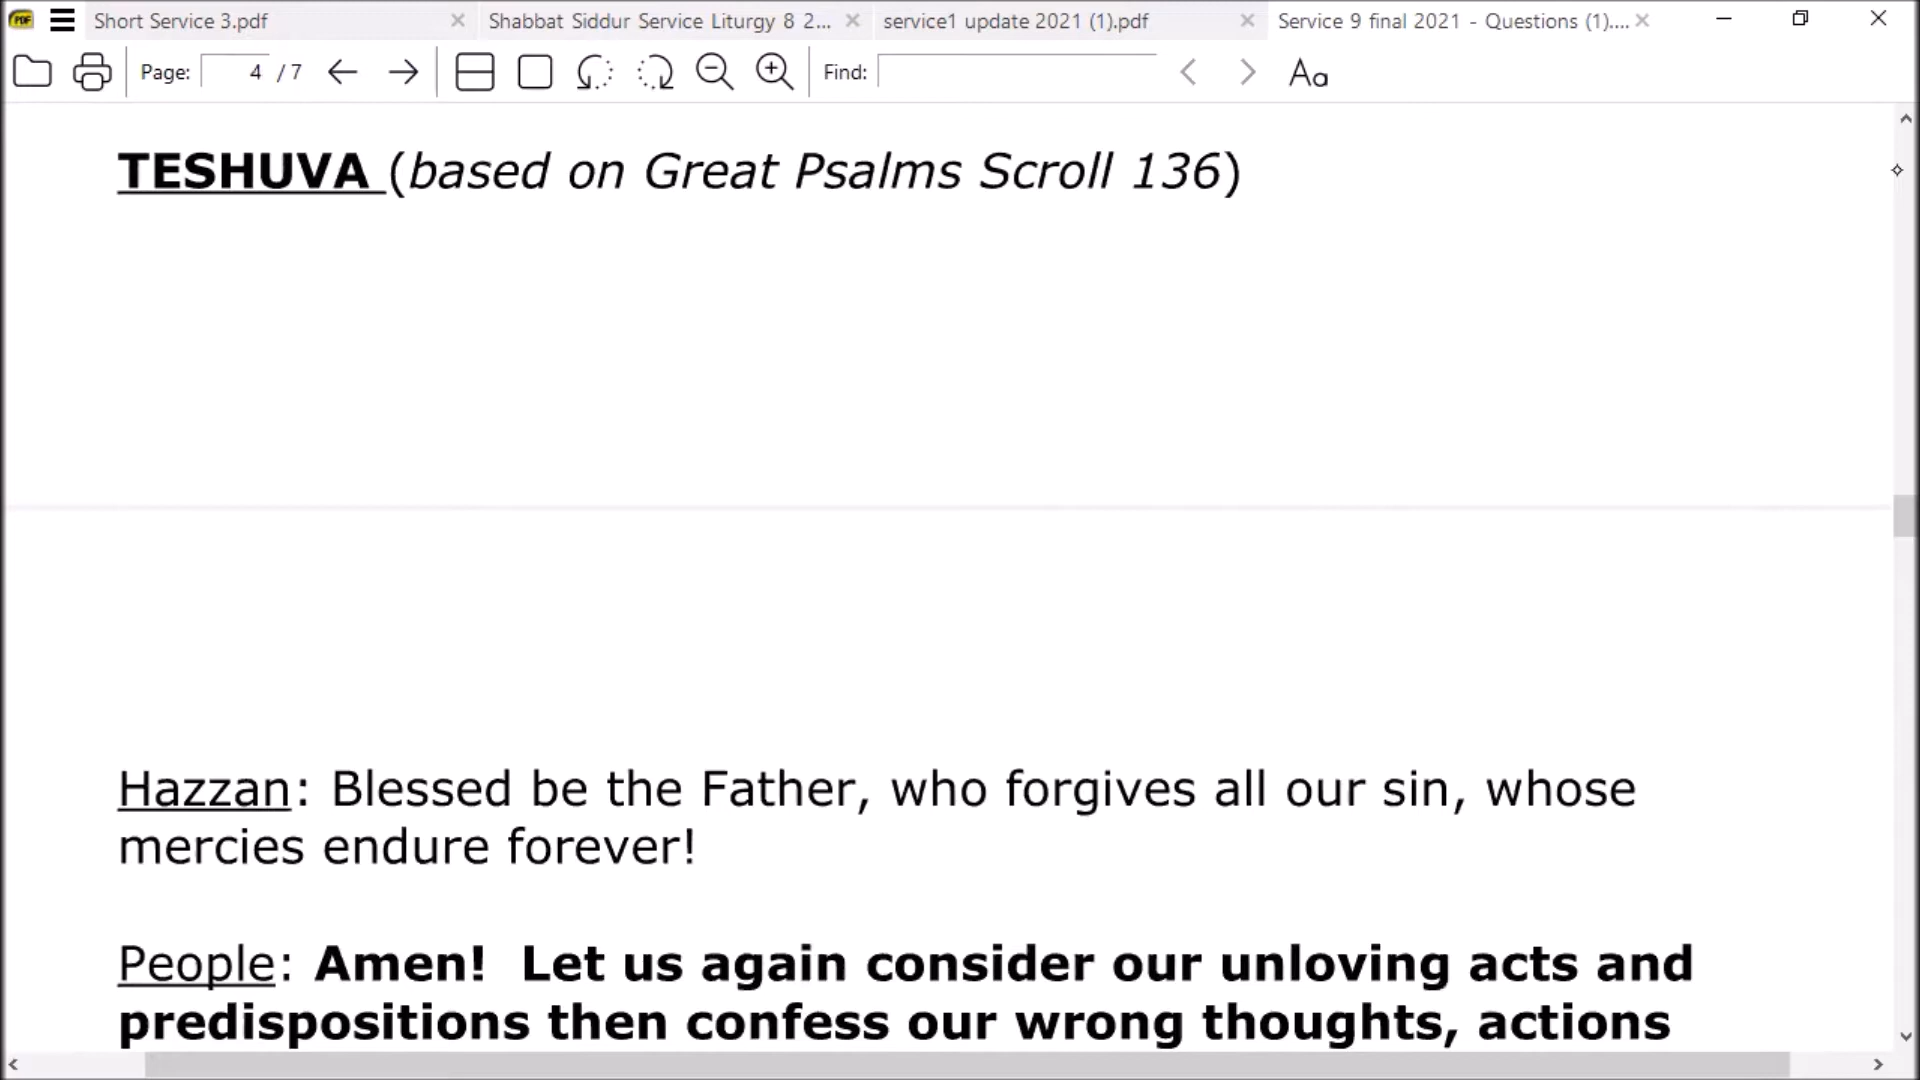 Short Service 3.pdf
Shabbat Siddur Service Liturgy 8 2...
service1 update 2021 (1).pdf
Service 9 final 2021 - Questions (1)....
Page: 4 / 7
Find:
Aa
TESHUVA (based on Great Psalms Scroll 136)
Hazzan: Blessed be the Father, who forgives all our sin, whose
mercies endure forever!
People: Amen! Let us again consider our unloving acts and
predispositions then confess our wrong thoughts, actions